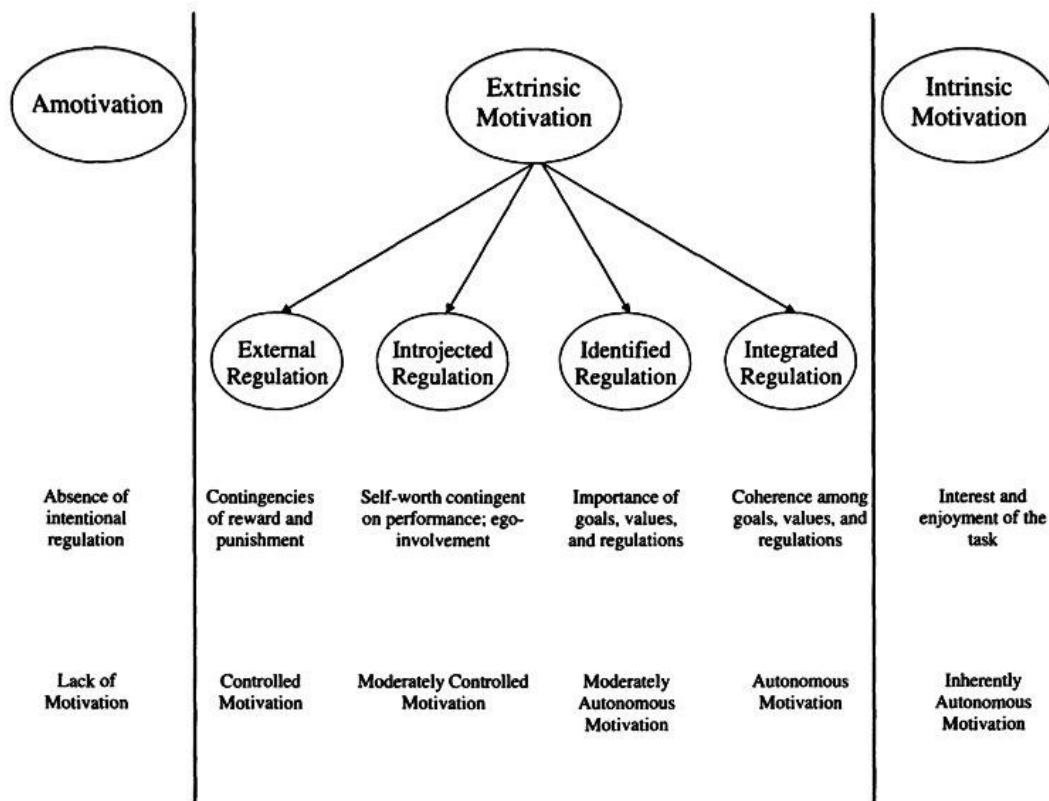 Amotivation
Extrinsic
Motivation
Intrinsic
Motivation
External
Regulation
Introjected
Regulation
Identified
Regulation
Integrated
Regulation
Absence of
intentional
regulation
Contingencies
of reward and
punishment
Self-worth contingent
on performance; ego-
involvement
Importance of
goals, values,
and regulations
Coherence among
goals, values, and
regulations
Interest and
enjoyment of the
task
Lack of
Motivation
Controlled
Motivation
Moderately Controlled
Motivation
Moderately
Autonomous
Motivation
Autonomous
Motivation
Inherently
Autonomous
Motivation